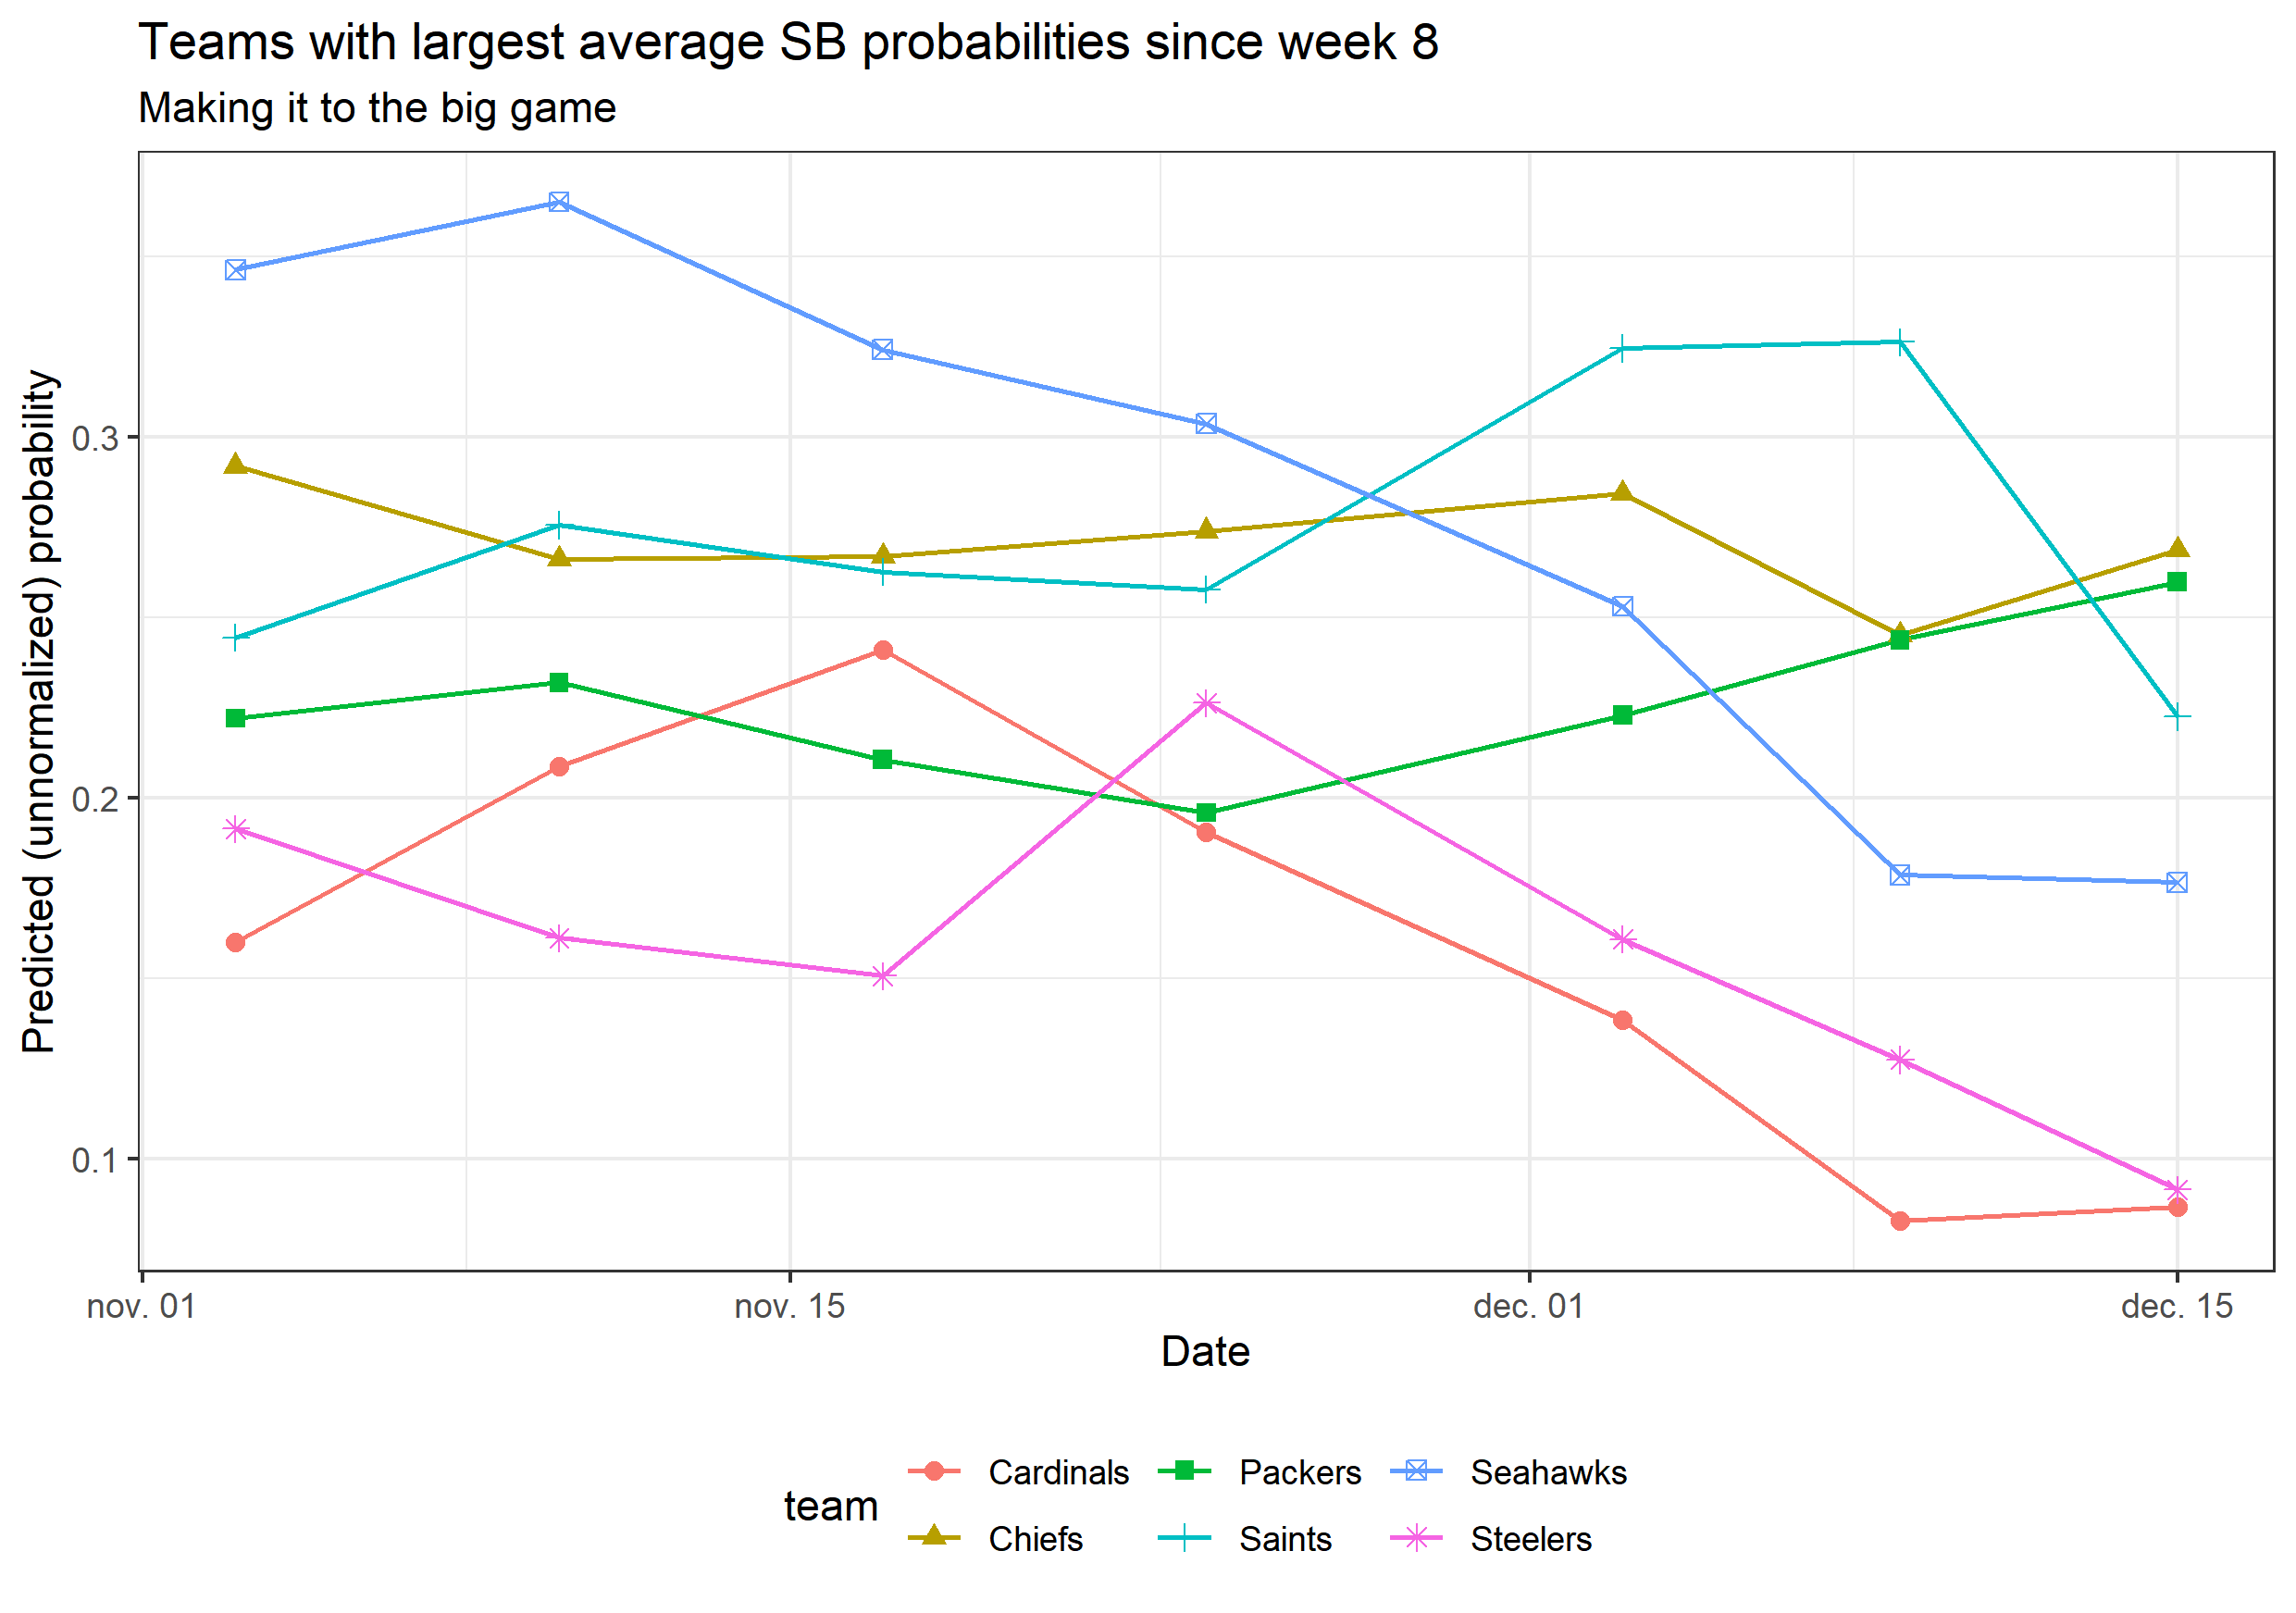 Teams with largest average SB probabilities since week 8
Making it to the big game
Predicted (unnormalized) probability
0.3
0.2
0.1
nov. 01
nov. 15
dec. 01
dec. 15
Date
team
Cardinals
Packers
Seahawks
Chiefs
Saints
Steelers